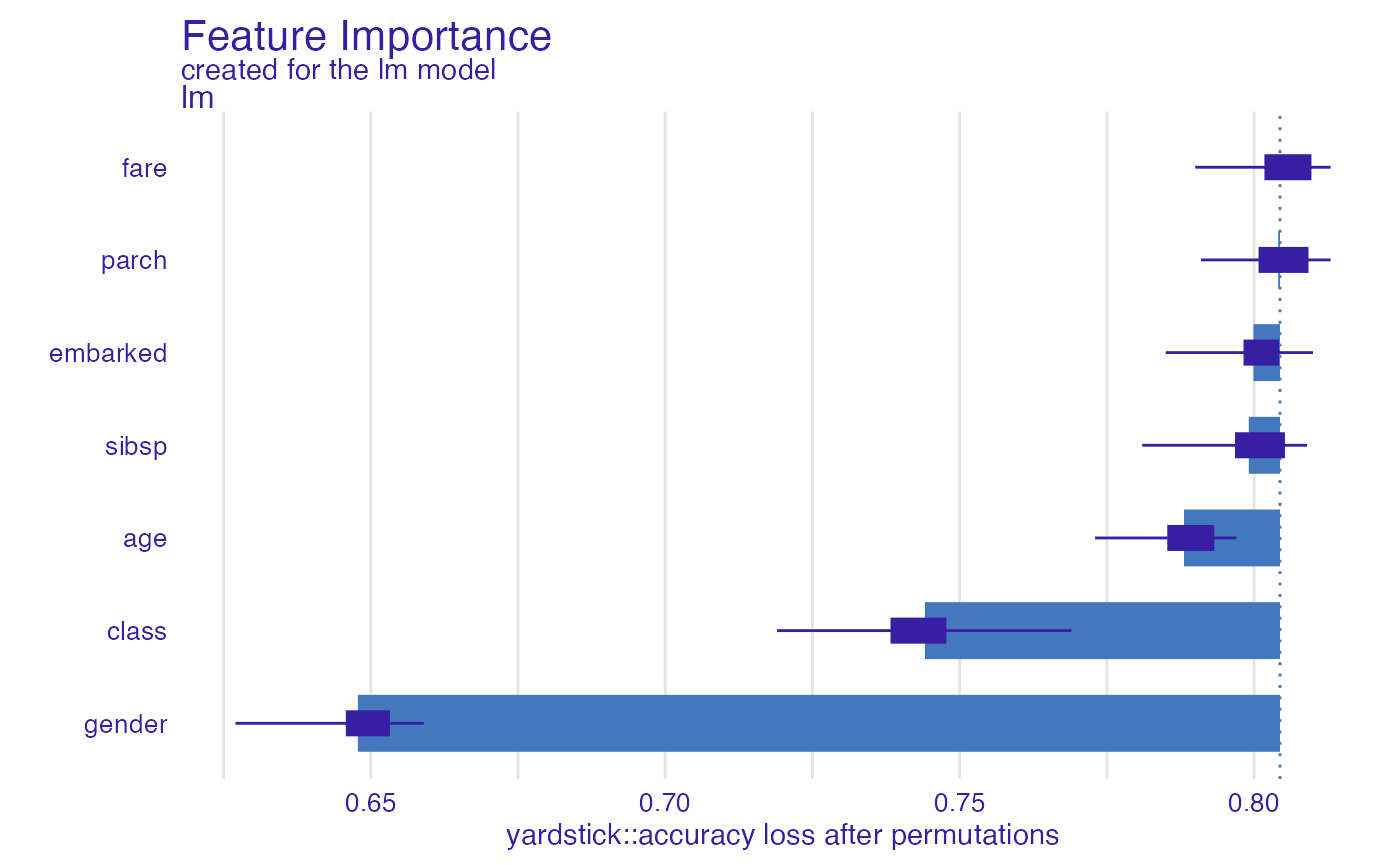 Feature Importance
created for the lm model
lm
fare
parch
embarked
sibsp
age
class
gender
0.65 0.70 0.75 0.80
yardstick::accuracy loss after permutations